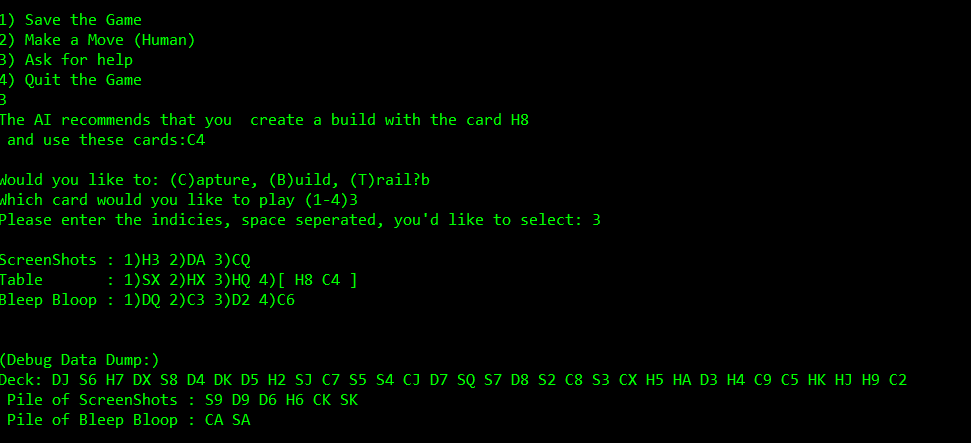 1) Save the Game
2) Make a Move (Human)
3) Ask for help
4) Quit the Game
3
The AI recommends that you  create a build with the card H8
 and use these cards:C4
Would you like to: (C)apture, (B)uild, (T)rail?b
Which card would you like to play (1-4)3
Please enter the indicies, space seperated, you'd like to select: 3
ScreenShots : 1)H3 2)DA 3)CQ
Table       : 1)SX 2)HX 3)HQ 4)[ H8 C4 ]
Bleep Bloop : 1)DQ 2)C3 3)D2 4)C6
(Debug Data Dump:)
Deck: DJ S6 H7 DX S8 D4 DK D5 H2 SJ C7 S5 S4 CJ D7 SQ S7 D8 S2 C8 S3 CX H5 HA D3 H4 C9 C5 HK HJ H9 C2
 Pile of ScreenShots : S9 D9 D6 H6 CK SK
 Pile of Bleep Bloop : CA SA